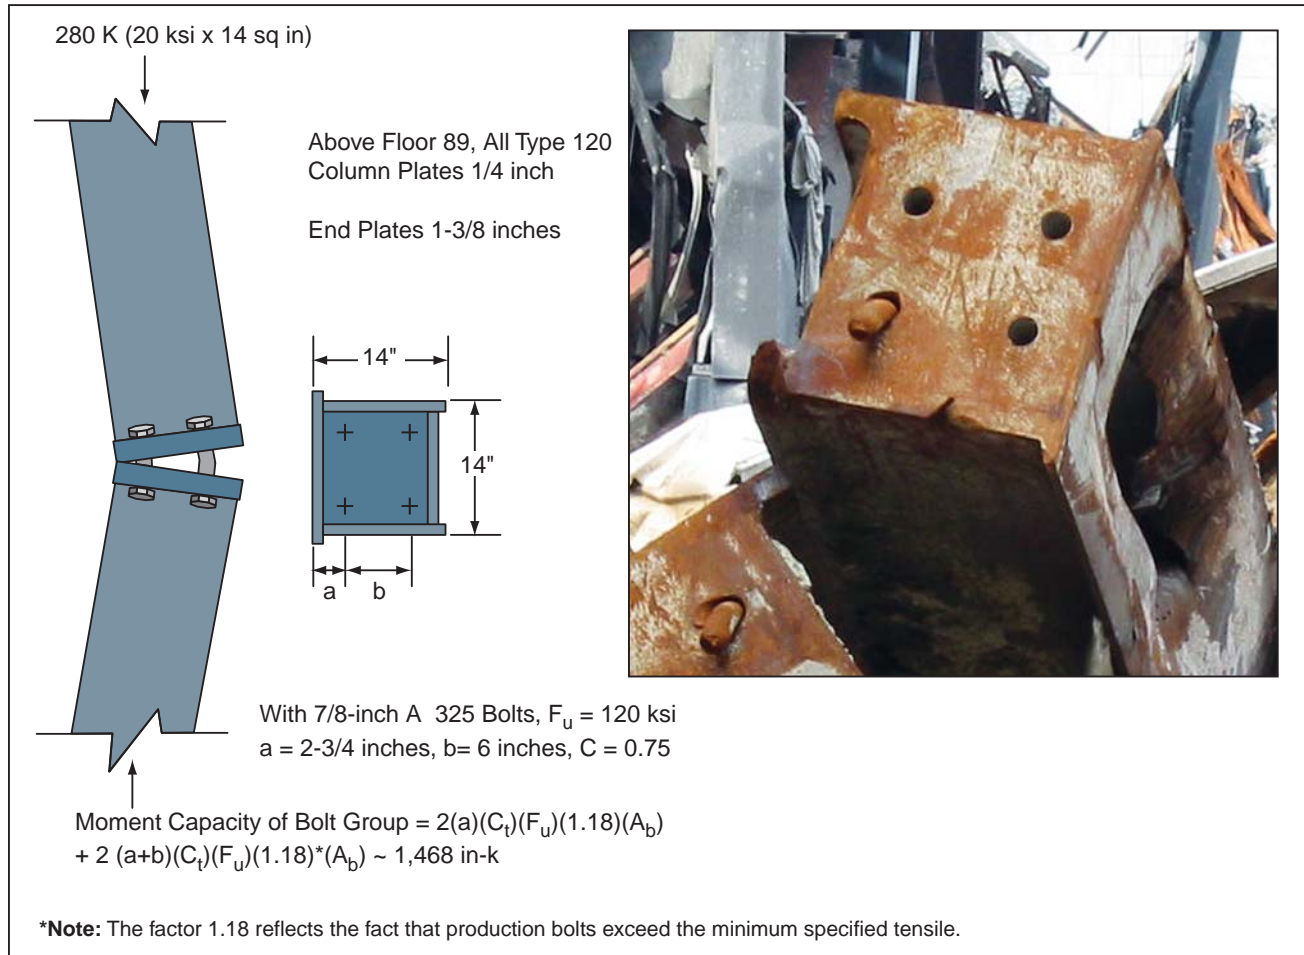 280 K (20 ksi x 14 sq in)
Above Floor 89, All Type 120
Column Plates 1/4 inch
End Plates 1-3/8 inches
14"
14"
a
b
With 7/8-inch A 325 Bolts, Fu = 120 ksi
a = 2-3/4 inches, b= 6 inches, C = 0.75
Moment Capacity of Bolt Group = 2(a)(Ct)(Fu)(1.18)(Ab)
+ 2 (a+b)(Ct)(Fu)(1.18)*(Ab) ~ 1,468 in-k
*Note: The factor 1.18 reflects the fact that production bolts exceed the minimum specified tensile.